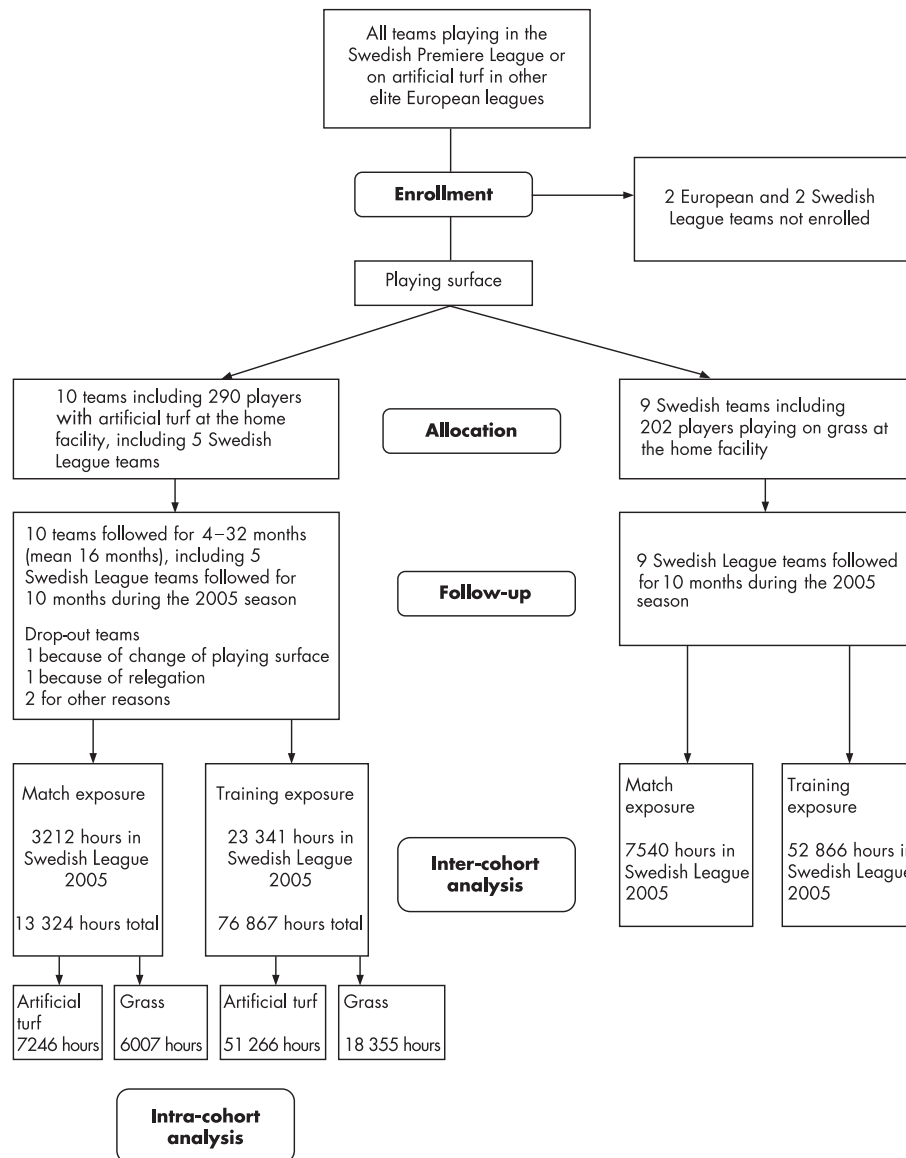 All teams playing in the
Swedish Premiere League or
on artificial turf in other
elite European leagues
Enrollment
2 European and 2 Swedish
League teams not enrolled
Playing surface
10 teams including 290 players
with artificial turf at the home
facility, including 5 Swedish
League teams
Allocation
9 Swedish teams including
202 players playing on grass at
the home facility
10 teams followed for 4–32 months
(mean 16 months), including 5
Swedish League teams followed for
10 months during the 2005 season
Drop-out teams
1 because of change of playing surface
1 because of relegation
2 for other reasons
Follow-up
9 Swedish League teams followed
for 10 months during the 2005
season
Match exposure
3212 hours in
Swedish League
2005
13 324 hours total
Training exposure
23 341 hours in
Swedish League
2005
76 867 hours total
Inter-cohort
analysis
Match
exposure
7540 hours in
Swedish League
2005
Training
exposure
52 866 hours in
Swedish League
2005
Artificial
turf
7246 hours
Grass
6007 hours
Artificial turf
51 266 hours
Grass
18 355 hours
Intra-cohort
analysis